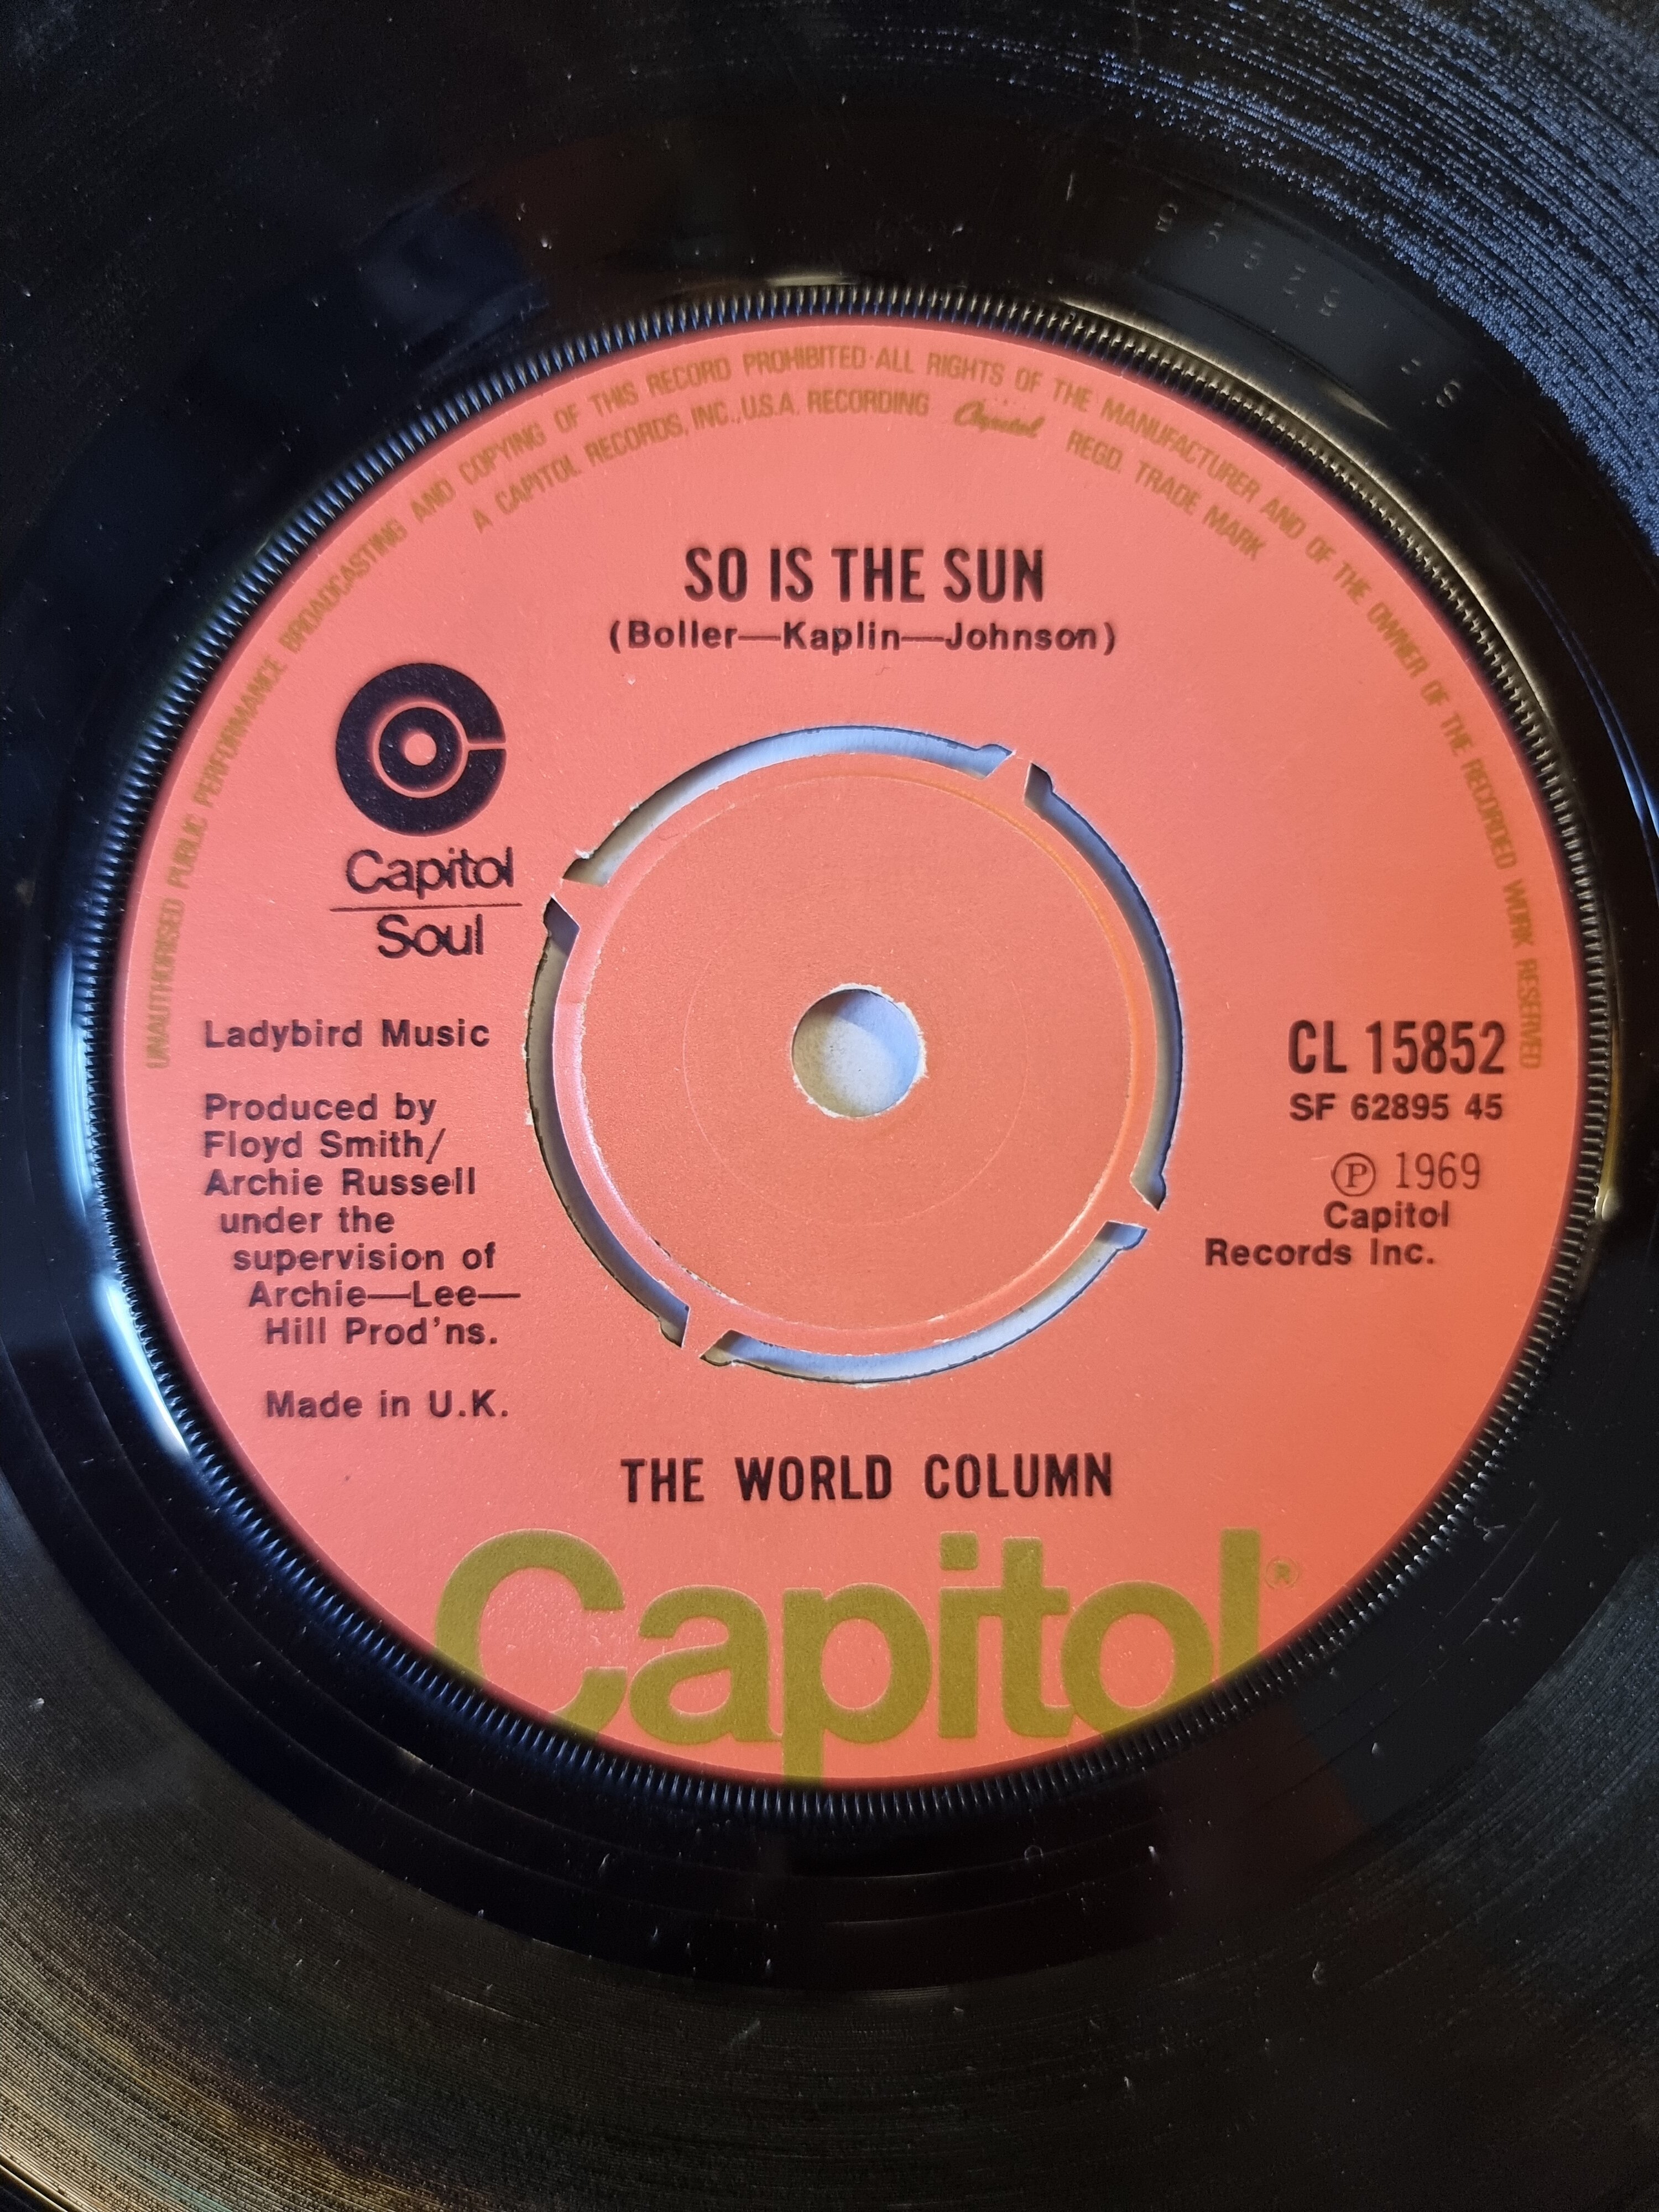 UNAUTHORISED PUBLIC PERFORMANCE BROADCASTING AND COPYING OF THIS RECORD PROHIBITED·ALL RIGHTS OF THE MANUFACTURER AND OF THE OWNER OF THE RECORDED WORK RESERVED
A CAPITOL RECORDS, INC., U.S.A. RECORDING Capitol REGD. TRADE MARK
SO IS THE SUN
(Boller—Kaplin—Johnson)
Capitol
Soul
Ladybird Music
Produced by
Floyd Smith/
Archie Russell
under the
supervision of
Archie—Lee—
Hill Prod'ns.
Made in U.K.
CL 15852
SF 62895 45
℗ 1969
Capitol
Records Inc.
THE WORLD COLUMN
Capitol®